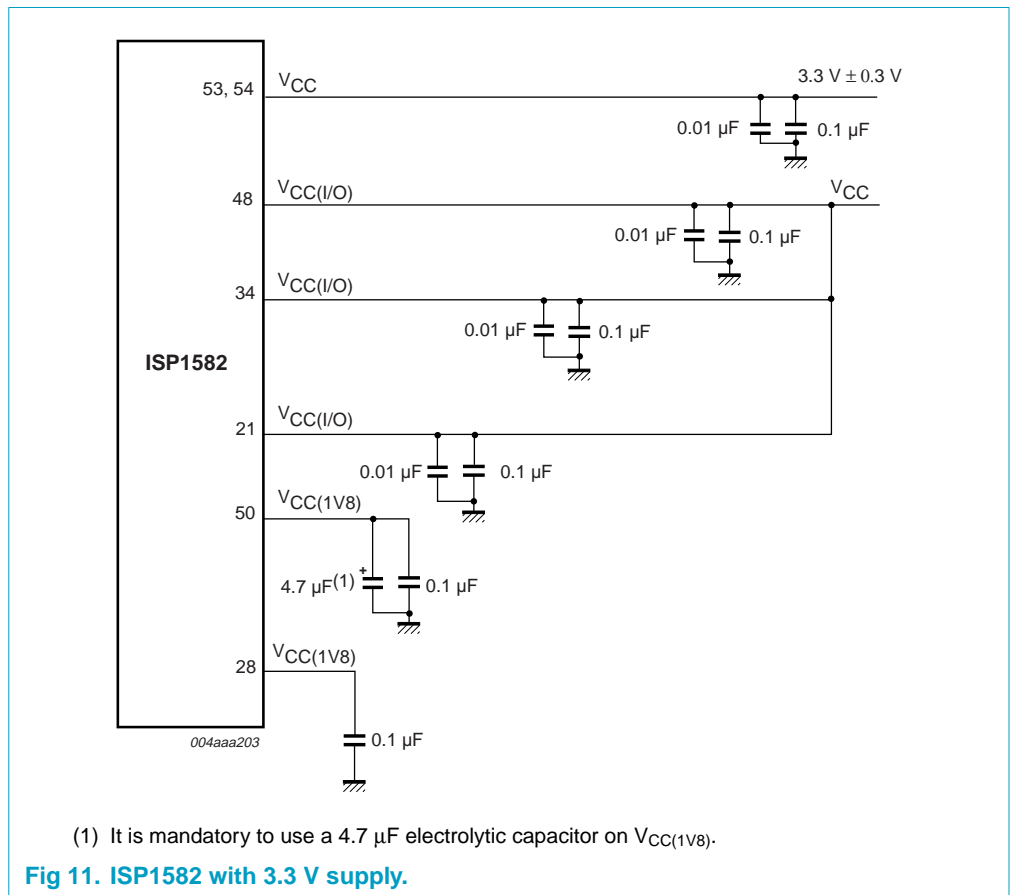 53, 54 VCC 3.3 V ± 0.3 V
0.01 µF 0.1 µF
48 VCC(I/O) VCC
0.01 µF 0.1 µF
34 VCC(I/O)
0.01 µF 0.1 µF
ISP1582
21 VCC(I/O)
0.01 µF 0.1 µF
50 VCC(1V8)
4.7 µF(1) + 0.1 µF
28 VCC(1V8)
0.1 µF
004aaa203
(1) It is mandatory to use a 4.7 µF electrolytic capacitor on VCC(1V8).
Fig 11. ISP1582 with 3.3 V supply.